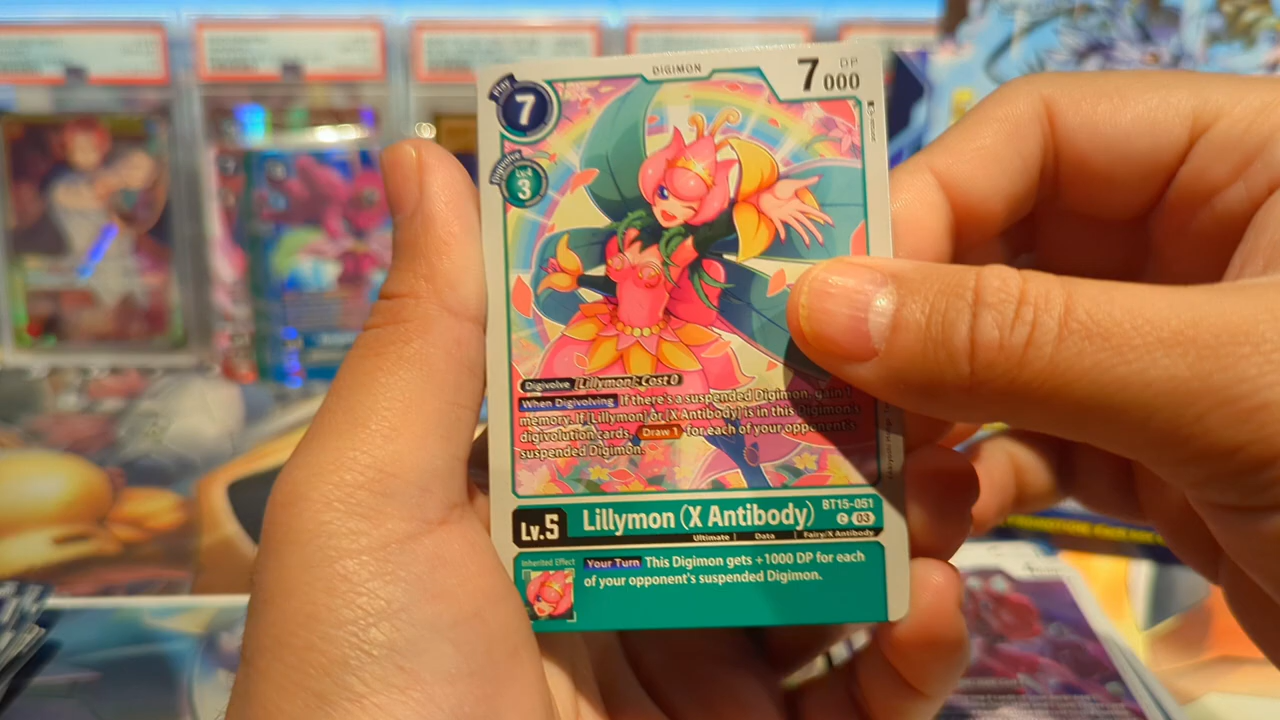 DIGIMON
DP
7000
Play
7
Digivolve
Lv.4
3
Digivolve [Lillymon]: Cost 0
When Digivolving If there's a suspended Digimon, gain 1
memory. If [Lillymon] or [X Antibody] is in this Digimon's
digivolution cards, Draw 1 for each of your opponent's
suspended Digimon.
BT15-051
Lv.5 Lillymon (X Antibody) C 03
Ultimate | Data | Fairy/X Antibody
Inherited Effect
Your Turn This Digimon gets +1000 DP for each
of your opponent's suspended Digimon.